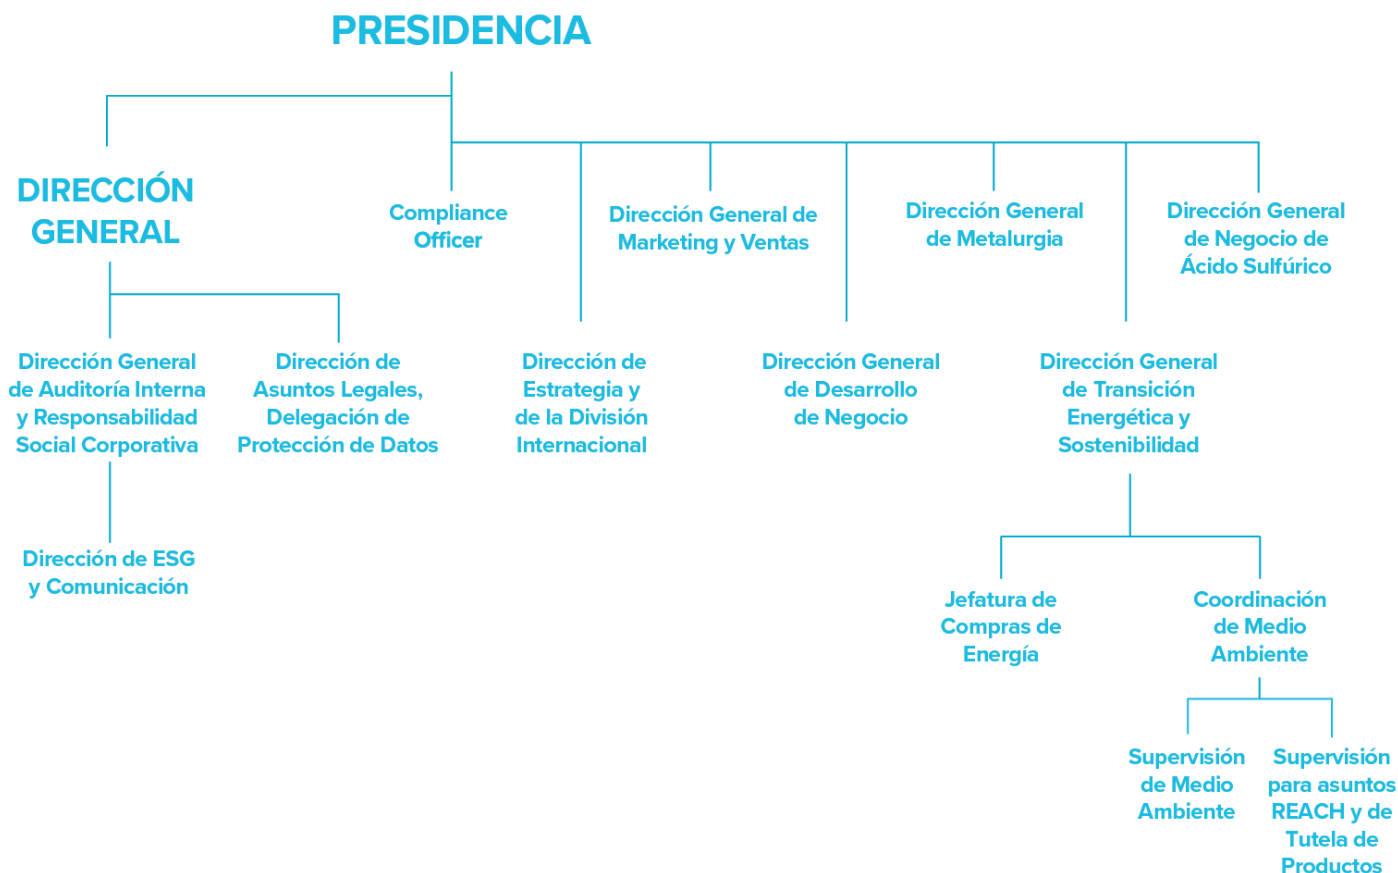 PRESIDENCIA
DIRECCIÓN
GENERAL
Compliance
Officer
Dirección General de
Marketing y Ventas
Dirección General
de Metalurgia
Dirección General
de Negocio de
Ácido Sulfúrico
Dirección General
de Auditoría Interna
y Responsabilidad
Social Corporativa
Dirección de
Asuntos Legales,
Delegación de
Protección de Datos
Dirección de
Estrategia y
de la División
Internacional
Dirección General
de Desarrollo
de Negocio
Dirección General
de Transición
Energética y
Sostenibilidad
Dirección de ESG
y Comunicación
Jefatura de
Compras de
Energía
Coordinación
de Medio
Ambiente
Supervisión
de Medio
Ambiente
Supervisión
para asuntos
REACH y de
Tutela de
Productos